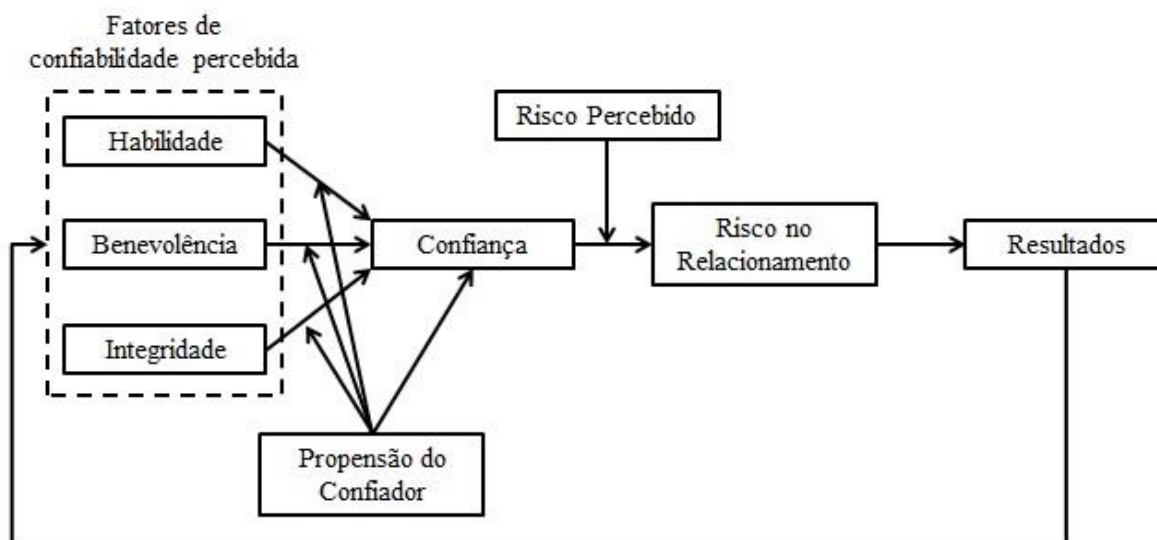 Fatores de
confiabilidade percebida
Risco Percebido
Habilidade
Benevolência
Confiança
Risco no
Relacionamento
Resultados
Integridade
Propensão do
Confiador